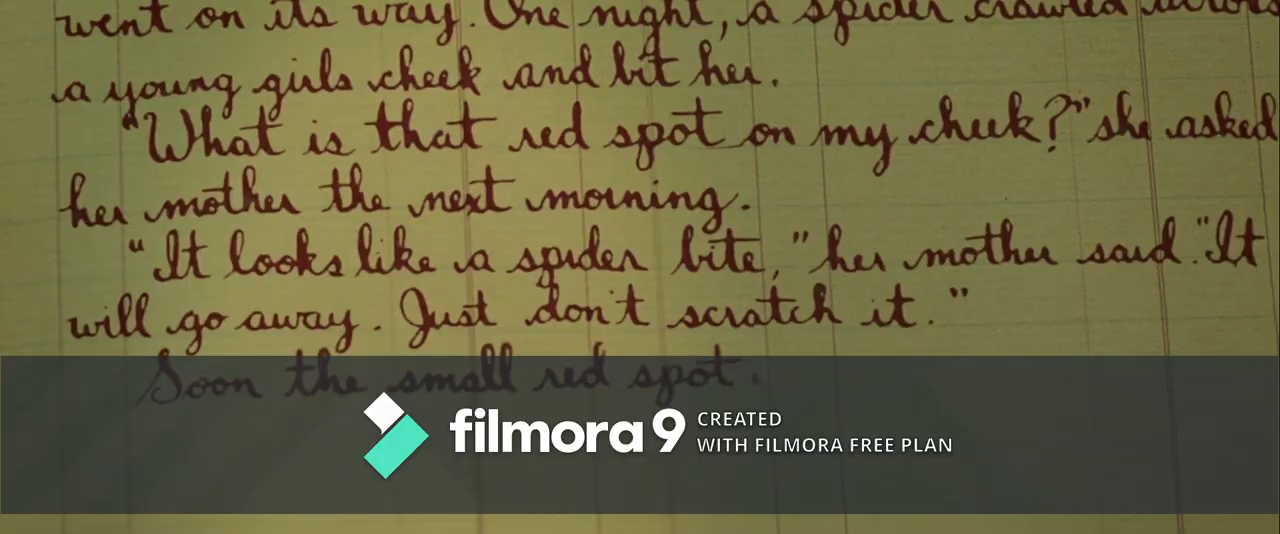 went on its way. One night, a spider crawled across
a young girls cheek and bit her.
"What is that red spot on my cheek?" she asked
her mother the next morning.
"It looks like a spider bite," her mother said. "It
will go away. Just don't scratch it."
Soon the small red spot.
filmora 9 CREATED
WITH FILMORA FREE PLAN